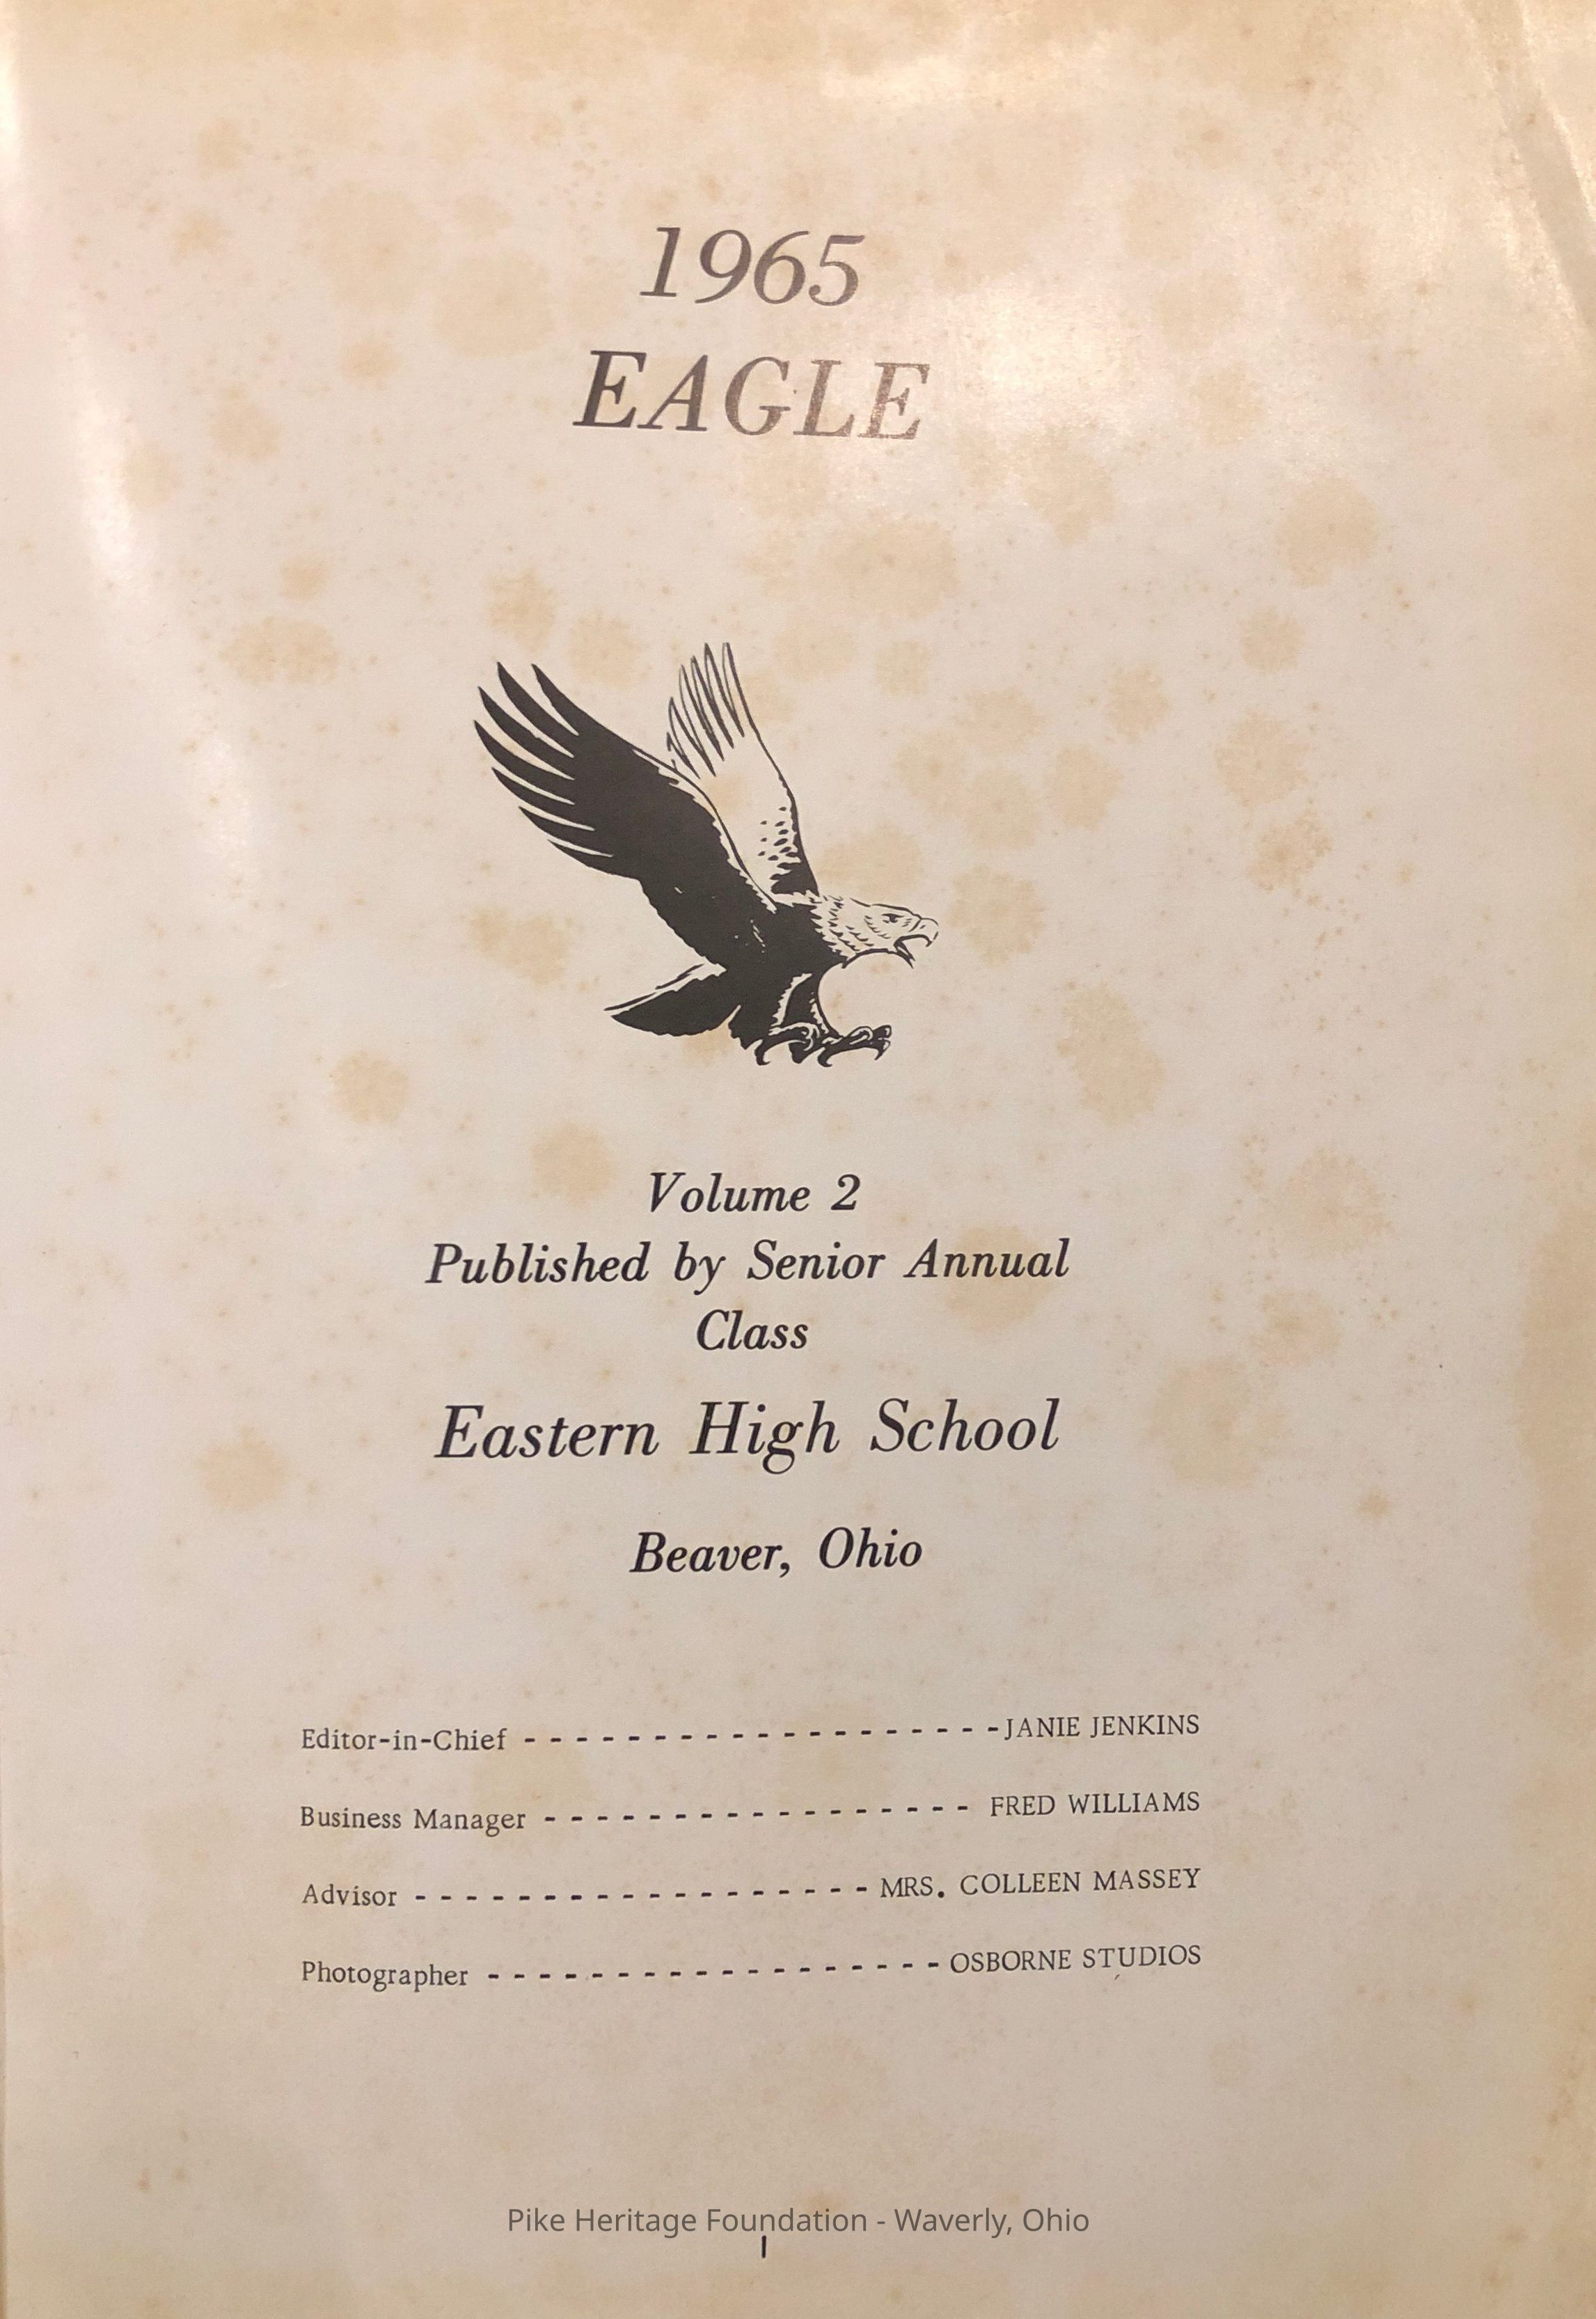 1965
EAGLE
Volume 2
Published by Senior Annual
Class
Eastern High School
Beaver, Ohio
Editor-in-Chief - - - - - - - - - - - - - - - - - - -JANIE JENKINS
Business Manager - - - - - - - - - - - - - - - - - FRED WILLIAMS
Advisor - - - - - - - - - - - - - - - - - - MRS. COLLEEN MASSEY
Photographer - - - - - - - - - - - - - - - - - - OSBORNE STUDIOS
Pike Heritage Foundation - Waverly, Ohio
1